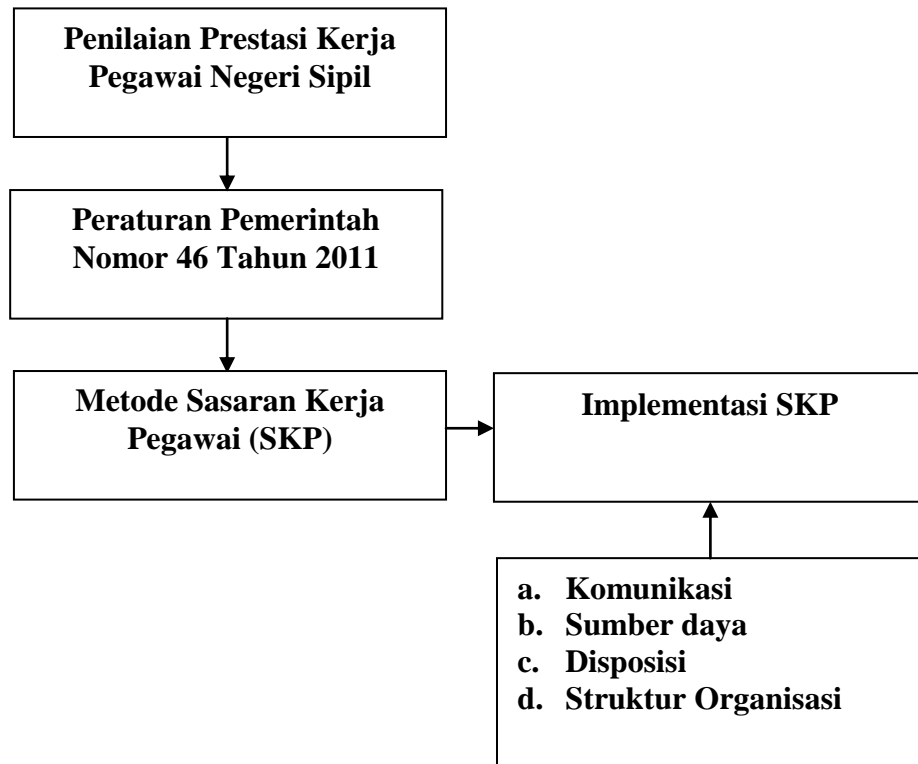 Penilaian Prestasi Kerja
Pegawai Negeri Sipil
Peraturan Pemerintah
Nomor 46 Tahun 2011
Metode Sasaran Kerja
Pegawai (SKP)
Implementasi SKP
a. Komunikasi
b. Sumber daya
c. Disposisi
d. Struktur Organisasi